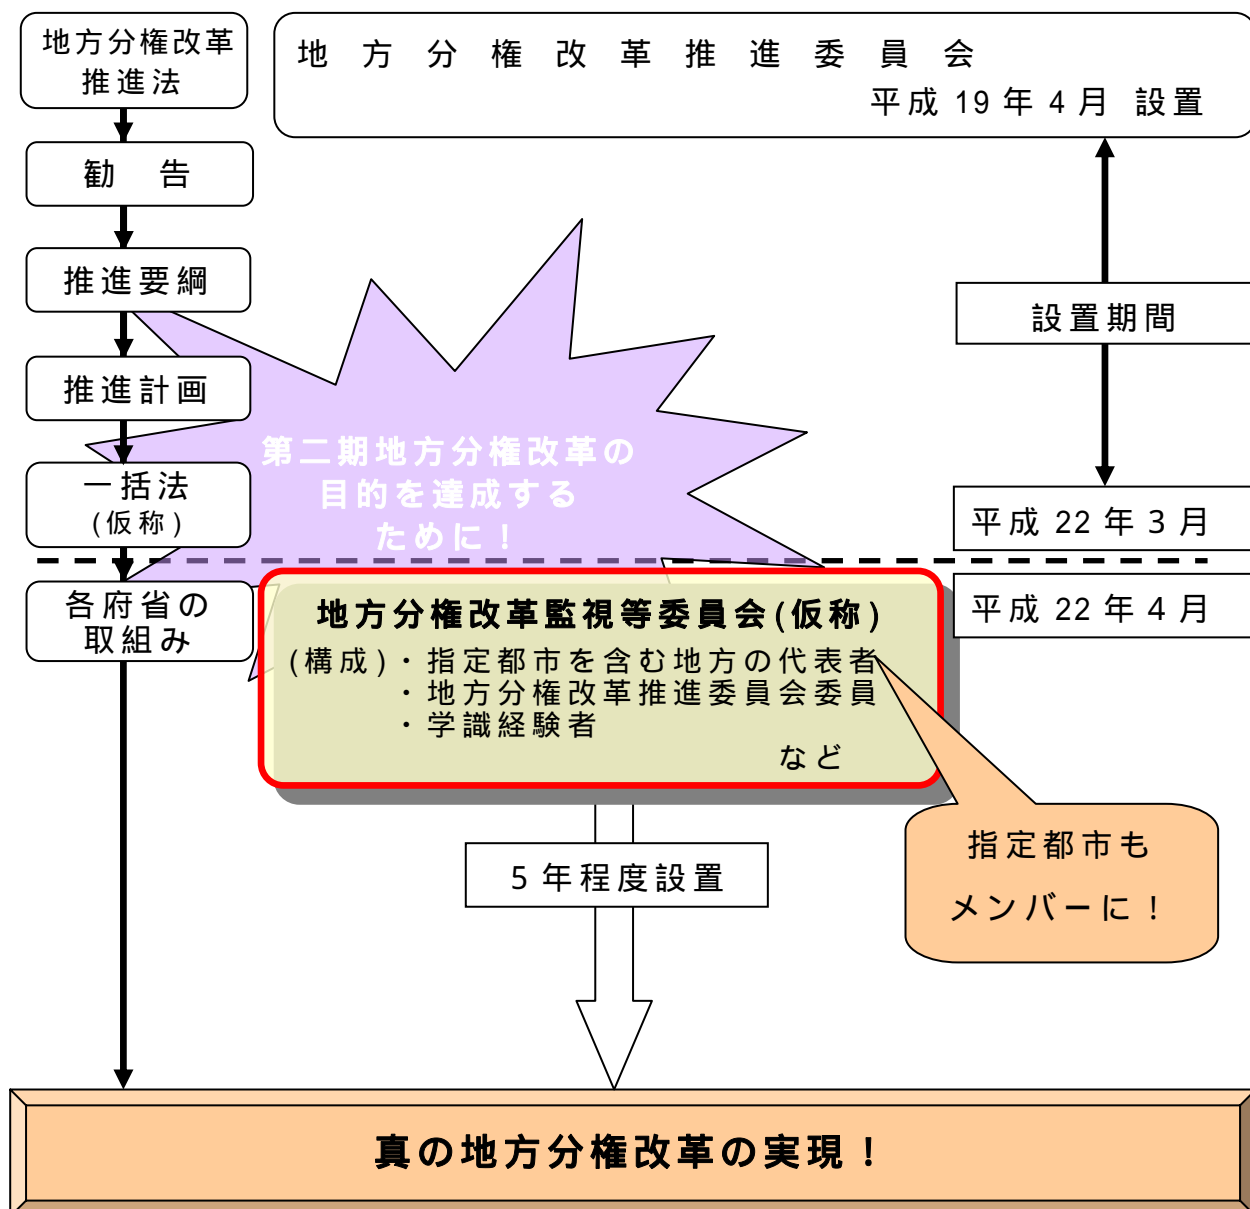 地方分権改革
推進法
地方分権改革推進委員会
平成 19 年 4 月 設置
勧 告
推進要綱
設置期間
推進計画
第二期地方分権改革の
目的を達成する
ために！
一括法
(仮称)
平成 22 年 3 月
各府省の
取組み
平成 22 年 4 月
地方分権改革監視等委員会(仮称)
(構成)・指定都市を含む地方の代表者
・地方分権改革推進委員会委員
・学識経験者
など
指定都市も
メンバーに！
5 年程度設置
真の地方分権改革の実現！